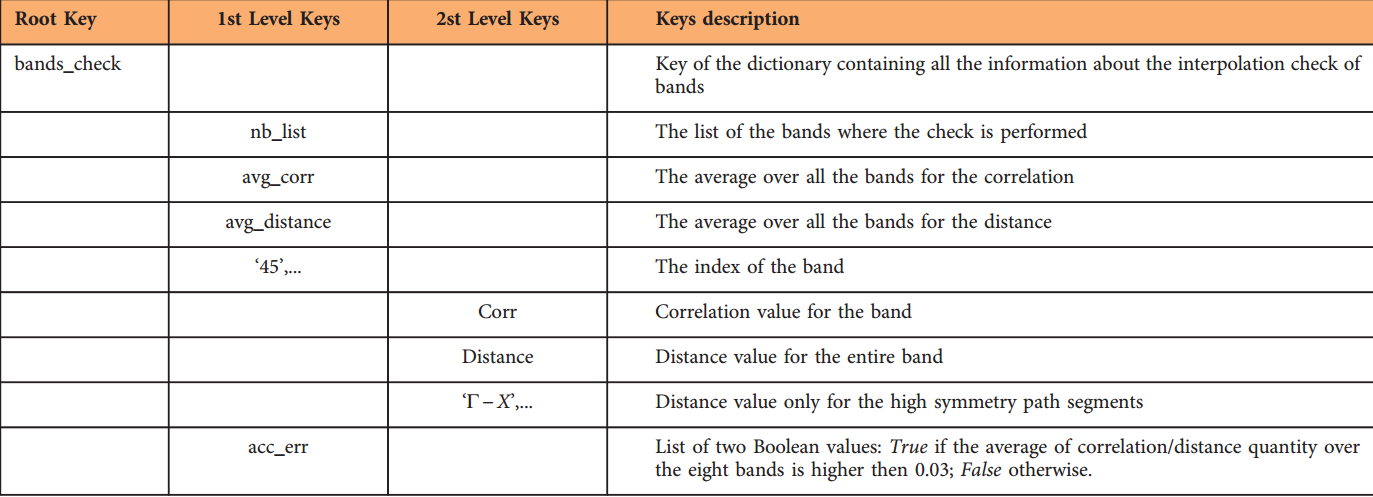 Root Key 1st Level Keys 2st Level Keys Keys description
bands_check Key of the dictionary containing all the information about the interpolation check of
bands
nb_list The list of the bands where the check is performed
avg_corr The average over all the bands for the correlation
avg_distance The average over all the bands for the distance
‘45’,... The index of the band
Corr Correlation value for the band
Distance Distance value for the entire band
‘Γ − X’,... Distance value only for the high symmetry path segments
acc_err List of two Boolean values: True if the average of correlation/distance quantity over
the eight bands is higher then 0.03; False otherwise.